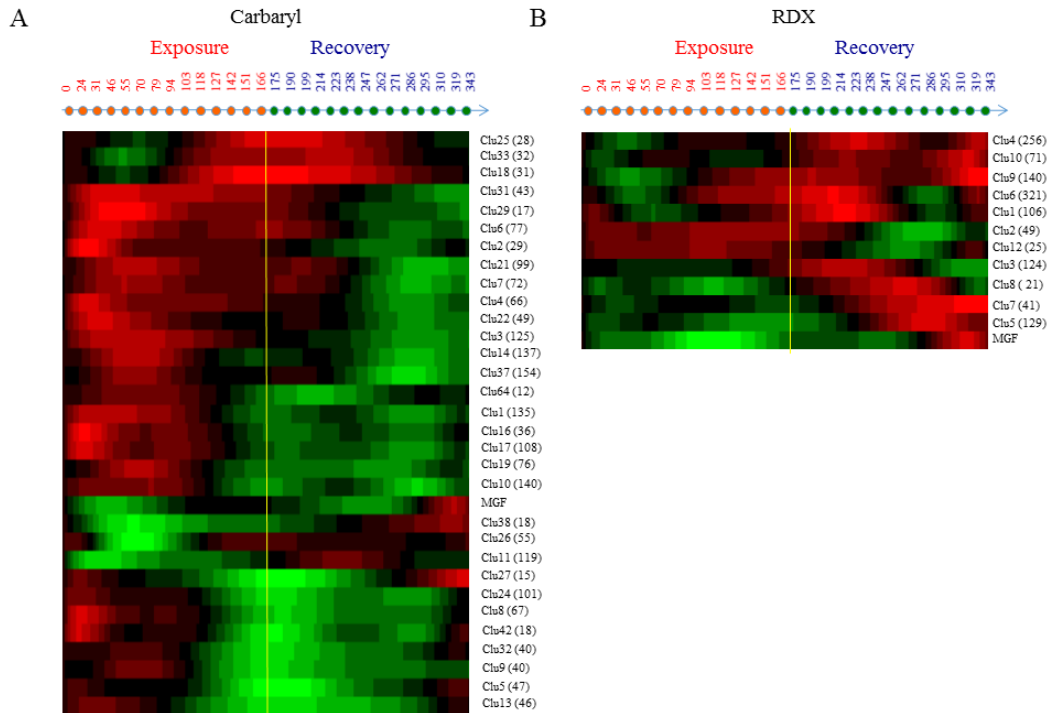 A
Carbaryl
Exposure
Recovery
0 24 31 46 55 70 79 94 103 118 127 142 151 166 175 190 199 214 223 238 247 262 271 286 295 310 319 343
Clu25 (28)
Clu33 (32)
Clu18 (31)
Clu31 (43)
Clu29 (17)
Clu6 (77)
Clu2 (29)
Clu21 (99)
Clu7 (72)
Clu4 (66)
Clu22 (49)
Clu3 (125)
Clu14 (137)
Clu37 (154)
Clu64 (12)
Clu1 (135)
Clu16 (36)
Clu17 (108)
Clu19 (76)
Clu10 (140)
MGF
Clu38 (18)
Clu26 (55)
Clu11 (119)
Clu27 (15)
Clu24 (101)
Clu8 (67)
Clu42 (18)
Clu32 (40)
Clu9 (40)
Clu5 (47)
Clu13 (46)
B
RDX
Exposure
Recovery
0 24 31 46 55 70 79 94 103 118 127 142 151 166 175 190 199 214 223 238 247 262 271 286 295 310 319 343
Clu4 (256)
Clu10 (71)
Clu9 (140)
Clu6 (321)
Clu1 (106)
Clu2 (49)
Clu12 (25)
Clu3 (124)
Clu8 ( 21)
Clu7 (41)
Clu5 (129)
MGF